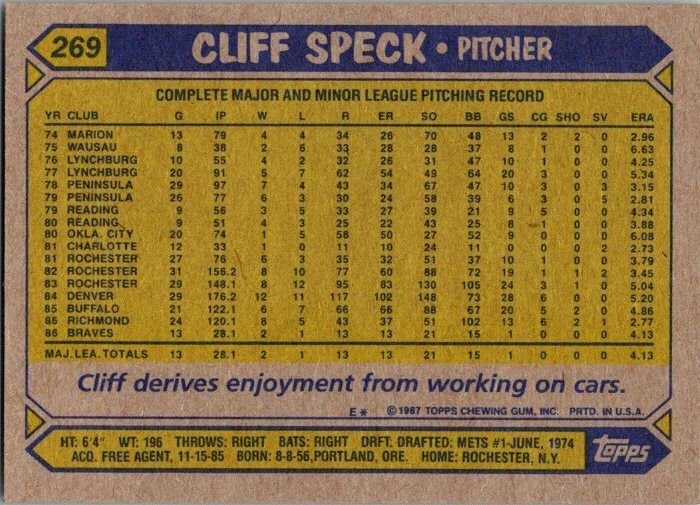 269 CLIFF SPECK • PITCHER
COMPLETE MAJOR AND MINOR LEAGUE PITCHING RECORD
YR CLUB G IP W L R ER SO BB GS CG SHO SV ERA
74 MARION 13 79 4 4 34 26 70 48 13 2 2 0 2.96
75 WAUSAU 8 38 2 6 33 28 28 37 8 1 0 0 6.63
76 LYNCHBURG 10 55 4 2 32 26 31 47 10 1 0 0 4.25
77 LYNCHBURG 20 91 5 7 62 54 49 64 20 3 0 0 5.34
78 PENINSULA 29 97 7 4 43 34 67 47 10 3 0 3 3.15
79 PENINSULA 26 77 6 3 30 24 58 39 6 3 0 5 2.81
79 READING 9 56 3 5 33 27 39 21 9 5 0 0 4.34
80 READING 9 51 4 3 25 22 43 25 8 1 0 0 3.88
80 OKLA. CITY 20 74 1 5 58 50 27 52 9 0 0 0 6.08
81 CHARLOTTE 12 33 1 0 11 10 24 11 0 0 0 2 2.73
81 ROCHESTER 27 76 6 3 35 32 51 37 10 1 0 0 3.79
82 ROCHESTER 31 156.2 8 10 77 60 88 72 19 1 1 2 3.45
83 ROCHESTER 29 148.1 8 12 95 83 130 105 24 3 1 0 5.04
84 DENVER 29 176.2 12 11 117 102 148 73 28 6 0 0 5.20
85 BUFFALO 21 122.1 6 7 66 66 88 67 20 5 2 0 4.86
86 RICHMOND 24 120.1 8 5 43 37 51 102 13 6 2 1 2.77
86 BRAVES 13 28.1 2 1 13 13 21 15 1 0 0 0 4.13
MAJ. LEA. TOTALS 13 28.1 2 1 13 13 21 15 1 0 0 0 4.13
Cliff derives enjoyment from working on cars.
E* © 1987 TOPPS CHEWING GUM, INC. PRTD. IN U.S.A.
HT: 6'4" WT: 196 THROWS: RIGHT BATS: RIGHT DRFT: DRAFTED: METS #1-JUNE, 1974
ACQ. FREE AGENT, 11-15-85 BORN: 8-8-56, PORTLAND, ORE. HOME: ROCHESTER, N.Y.
Topps